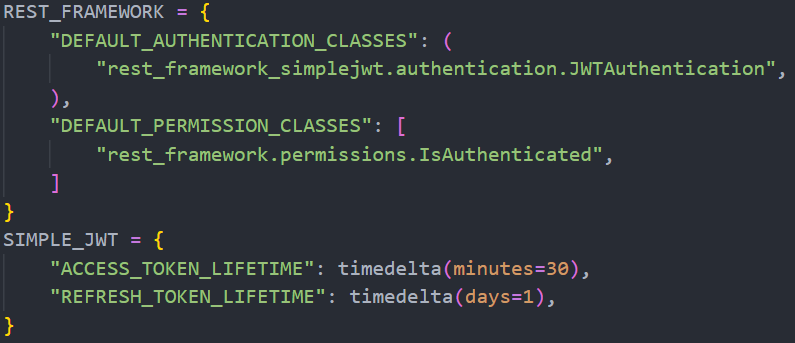 REST_FRAMEWORK = {
    "DEFAULT_AUTHENTICATION_CLASSES": (
        "rest_framework_simplejwt.authentication.JWTAuthentication",
    ),
    "DEFAULT_PERMISSION_CLASSES": [
        "rest_framework.permissions.IsAuthenticated",
    ]
}
SIMPLE_JWT = {
    "ACCESS_TOKEN_LIFETIME": timedelta(minutes=30),
    "REFRESH_TOKEN_LIFETIME": timedelta(days=1),
}